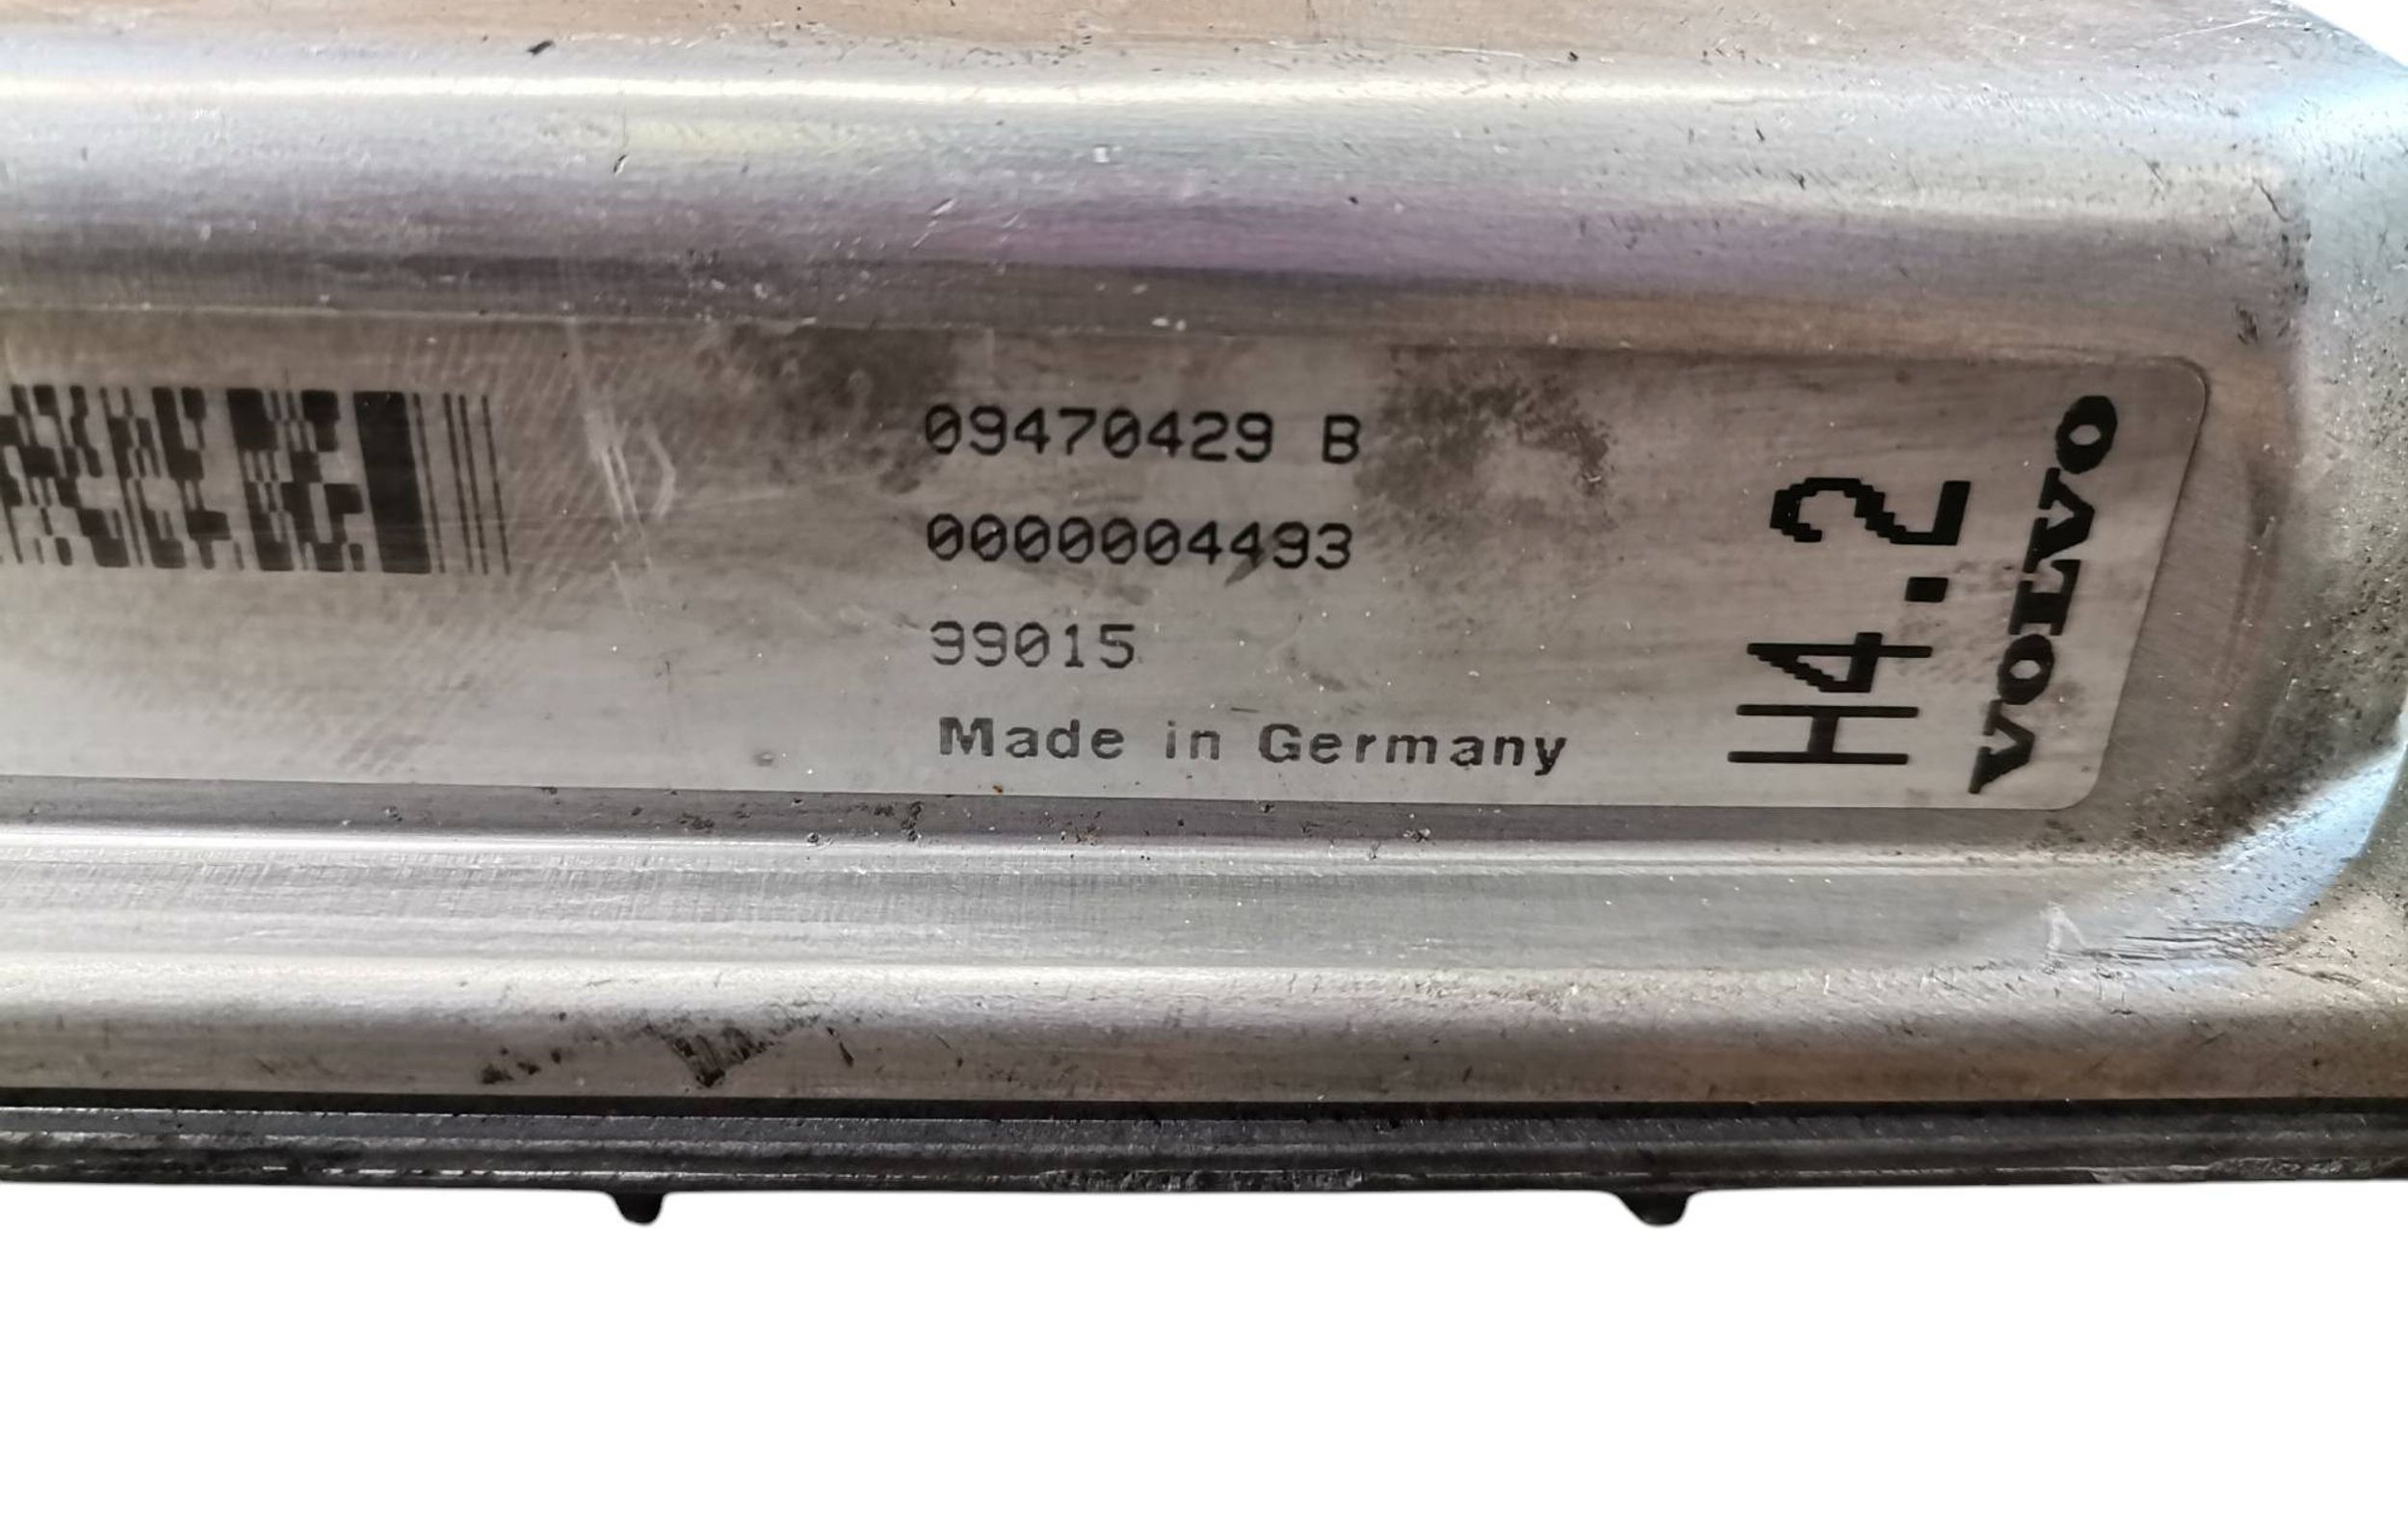 09470429 B
0000004493
99015
Made in Germany
H4.2
VOLVO